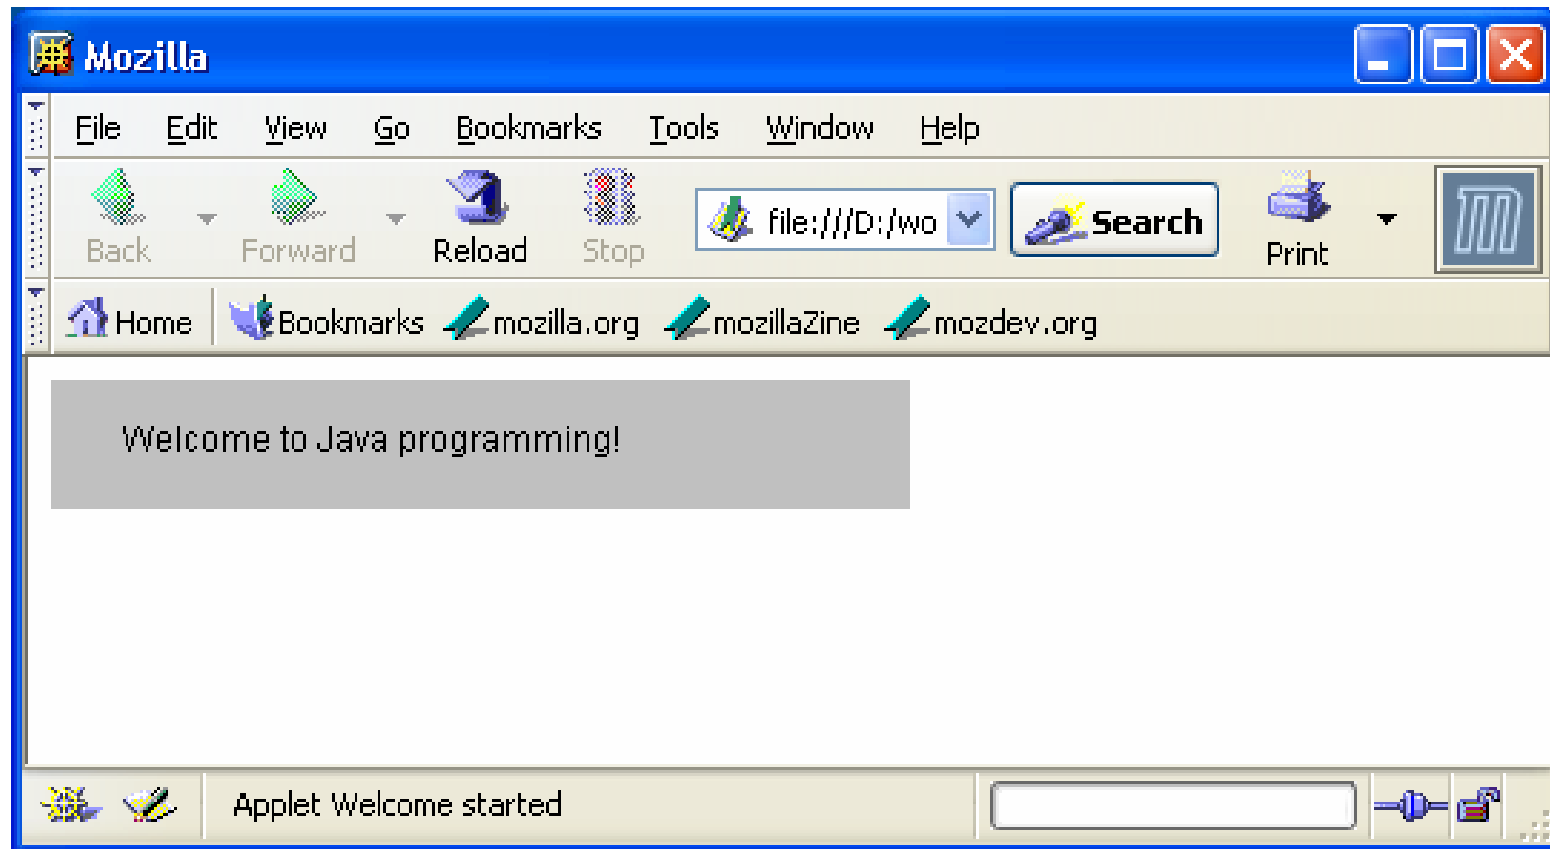 Mozilla
File Edit View Go Bookmarks Tools Window Help
Back Forward Reload Stop file:///D:/wo Search Print
Home Bookmarks mozilla.org mozillaZine mozdev.org
Welcome to Java programming!
Applet Welcome started